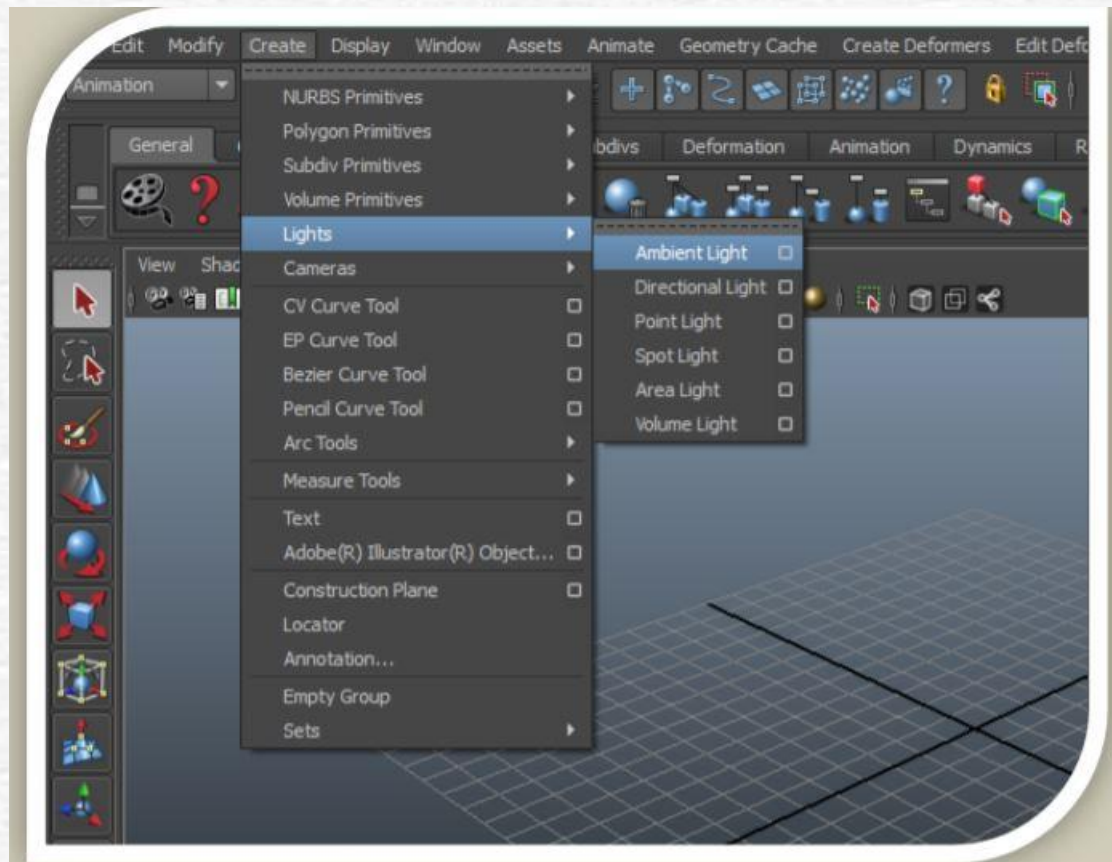 Edit Modify Create Display Window Assets Animate Geometry Cache Create Deformers Edit Defo
Animation
General
bdivs Deformation Animation Dynamics R
View Shad
NURBS Primitives
Polygon Primitives
Subdiv Primitives
Volume Primitives
Lights
Cameras
CV Curve Tool
EP Curve Tool
Bezier Curve Tool
Pencil Curve Tool
Arc Tools
Measure Tools
Text
Adobe(R) Illustrator(R) Object...
Construction Plane
Locator
Annotation...
Empty Group
Sets
Ambient Light
Directional Light
Point Light
Spot Light
Area Light
Volume Light